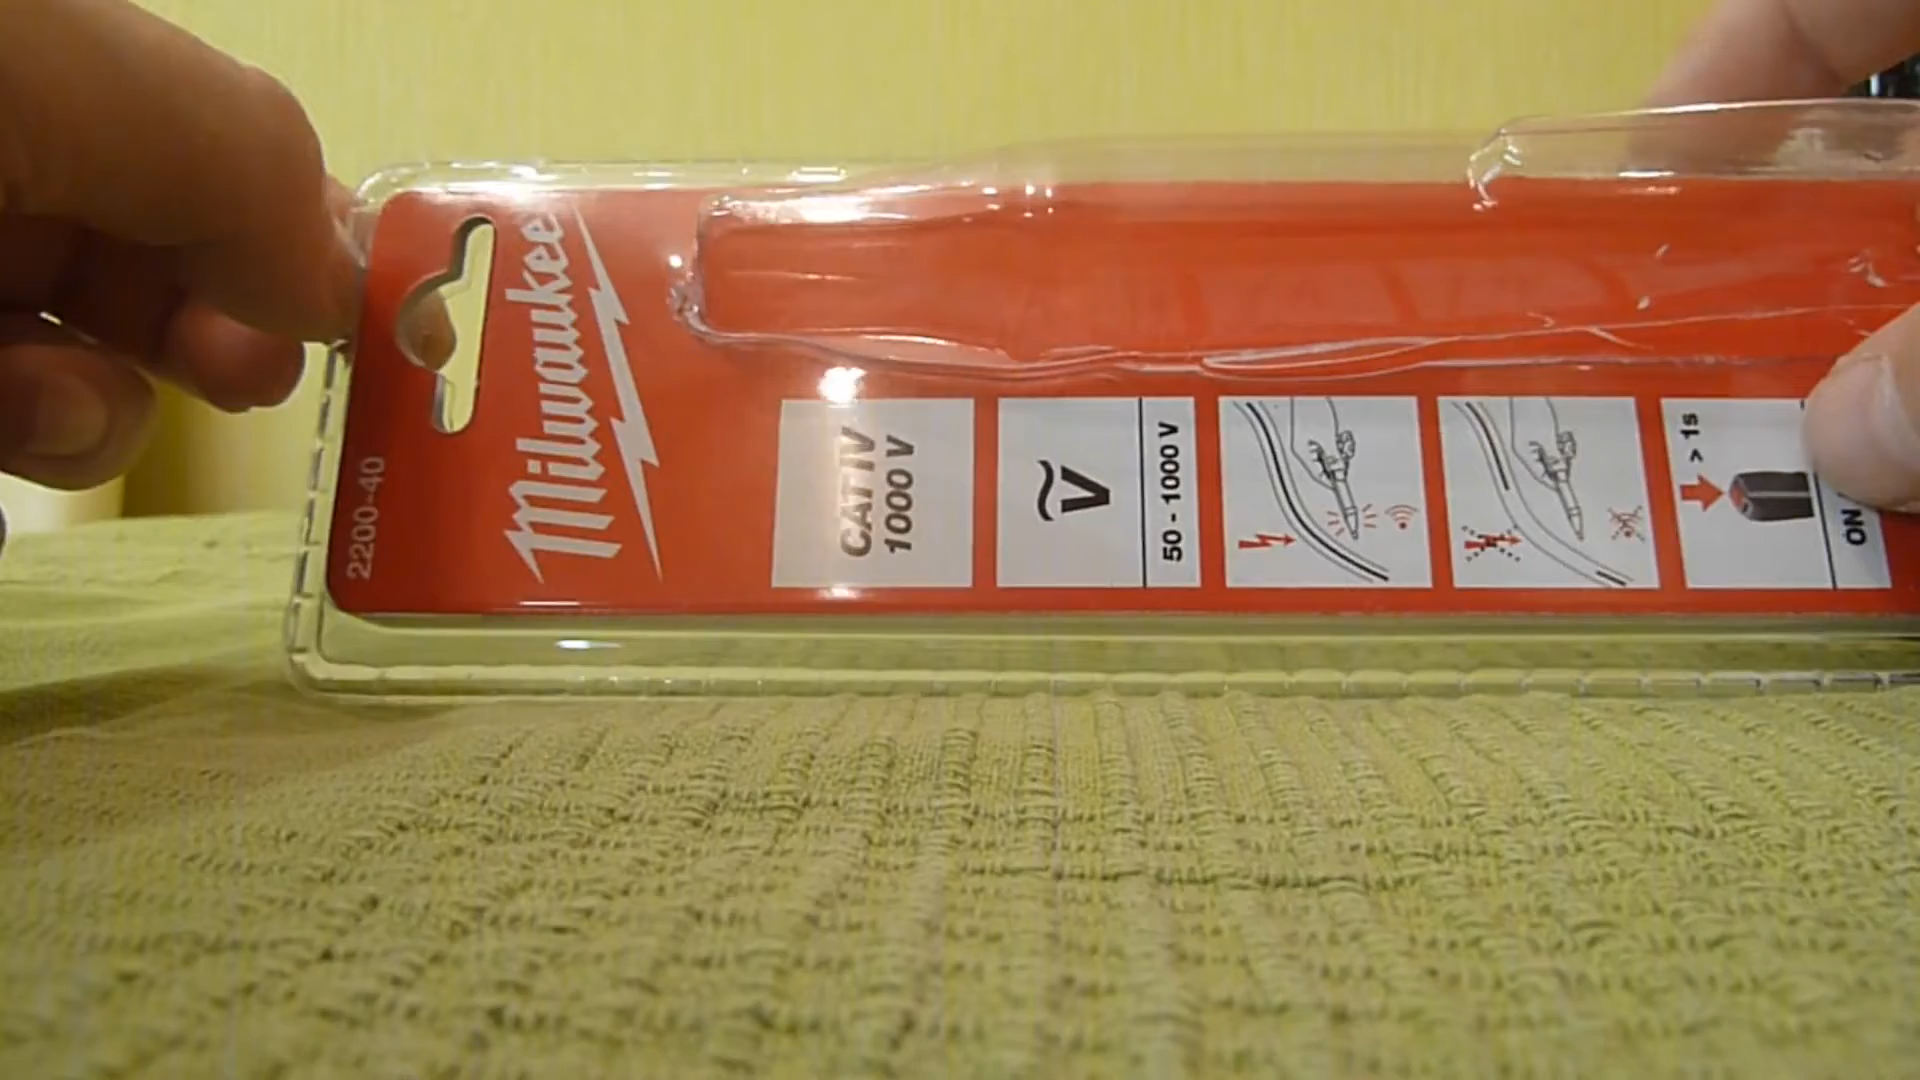 2200-40
Milwaukee
CAT IV
1000 V
V
50 - 1000 V
> 1s
ON